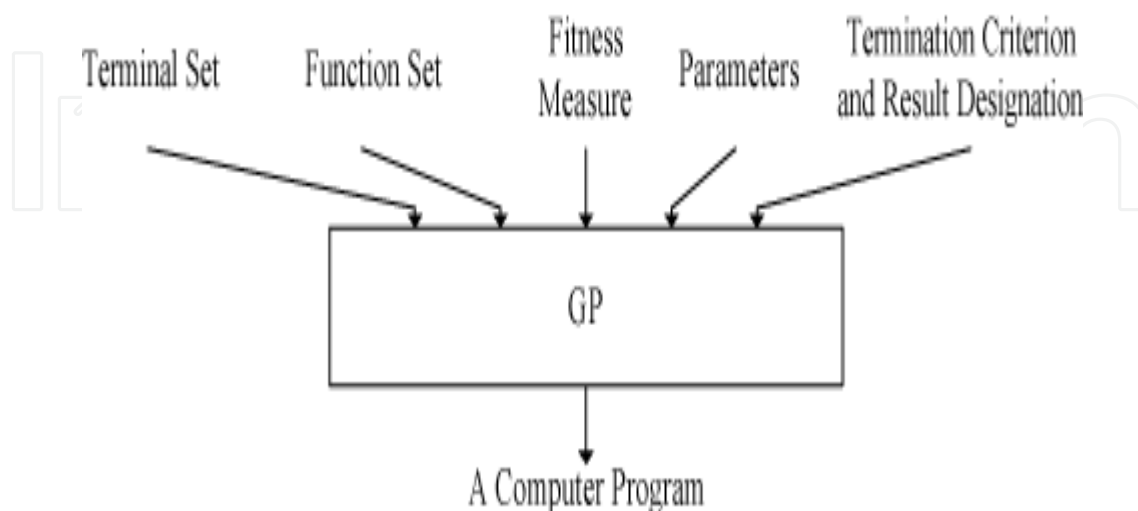 Terminal Set
Function Set
Fitness
Measure
Parameters
Termination Criterion
and Result Designation
GP
A Computer Program